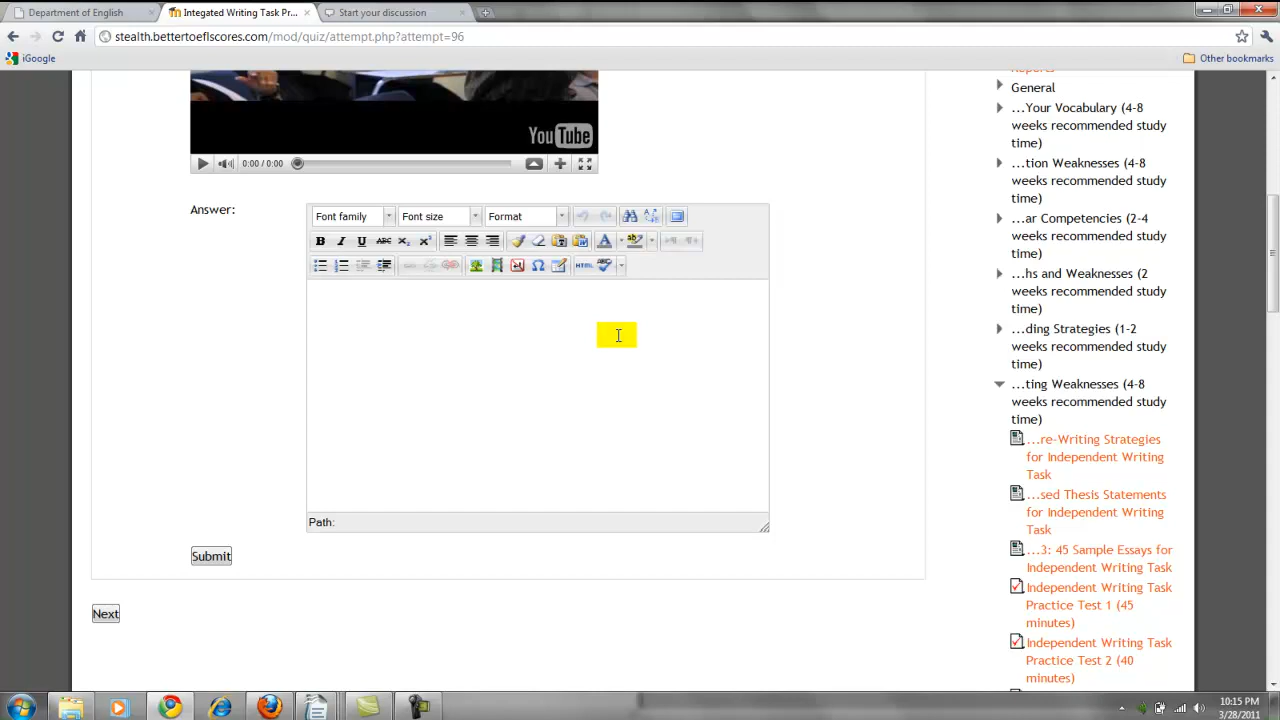 Department of English
Integated Writing Task Pr...
Start your discussion
stealth.bettertoeflscores.com/mod/quiz/attempt.php?attempt=96
iGoogle
Other bookmarks
Reports
General
...Your Vocabulary (4-8
weeks recommended study
time)
...tion Weaknesses (4-8
weeks recommended study
time)
...ar Competencies (2-4
weeks recommended study
time)
...hs and Weaknesses (2
weeks recommended study
time)
...ding Strategies (1-2
weeks recommended study
time)
...ting Weaknesses (4-8
weeks recommended study
time)
...re-Writing Strategies
for Independent Writing
Task
...sed Thesis Statements
for Independent Writing
Task
...3: 45 Sample Essays for
Independent Writing Task
Independent Writing Task
Practice Test 1 (45
minutes)
Independent Writing Task
Practice Test 2 (40
minutes)
YouTube
0:00 / 0:00
Answer:
Font family
Font size
Format
B I U ABC
HTML
Path:
Submit
Next
10:15 PM
3/28/2011